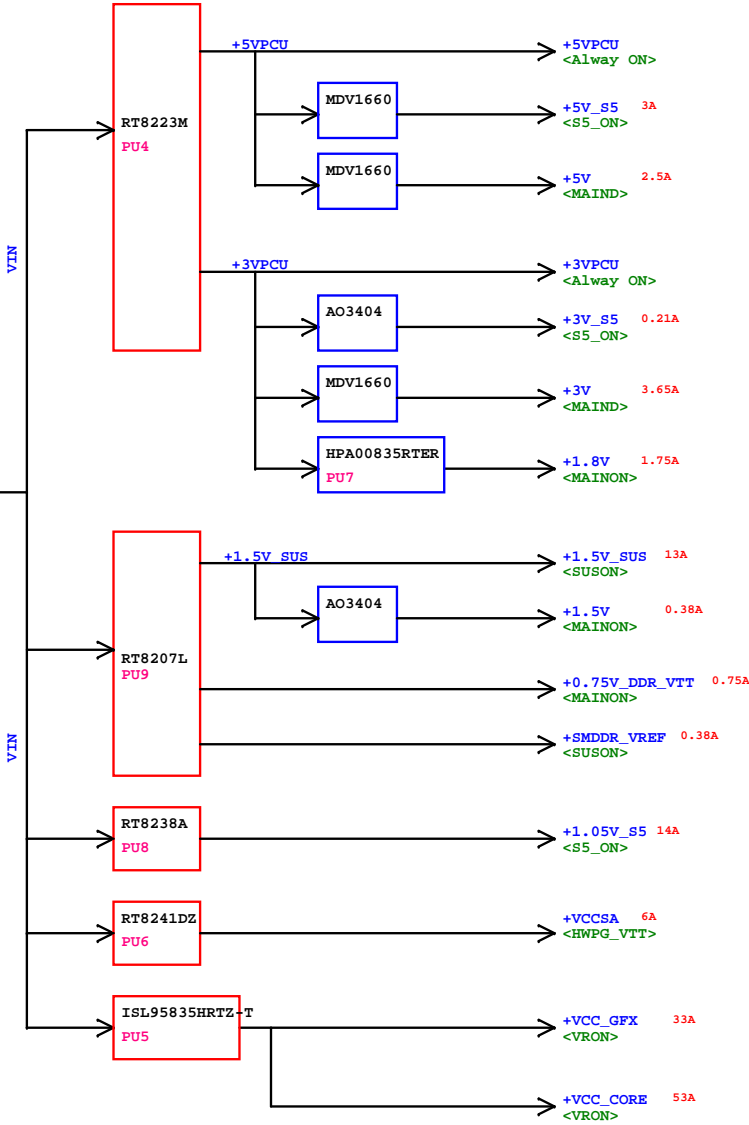 +5VPCU
+5VPCU
<Alway ON>
MDV1660
+5V_S5 3A
<S5_ON>
RT8223M
PU4
MDV1660
+5V 2.5A
<MAIND>
VIN
+3VPCU
+3VPCU
<Alway ON>
AO3404
+3V_S5 0.21A
<S5_ON>
MDV1660
+3V 3.65A
<MAIND>
HPA00835RTER
PU7
+1.8V 1.75A
<MAINON>
+1.5V_SUS
+1.5V_SUS 13A
<SUSON>
AO3404
+1.5V 0.38A
<MAINON>
RT8207L
PU9
+0.75V_DDR_VTT 0.75A
<MAINON>
VIN
+SMDDR_VREF 0.38A
<SUSON>
RT8238A
PU8
+1.05V_S5 14A
<S5_ON>
RT8241DZ
PU6
+VCCSA 6A
<HWPG_VTT>
ISL95835HRTZ-T
PU5
+VCC_GFX 33A
<VRON>
+VCC_CORE 53A
<VRON>